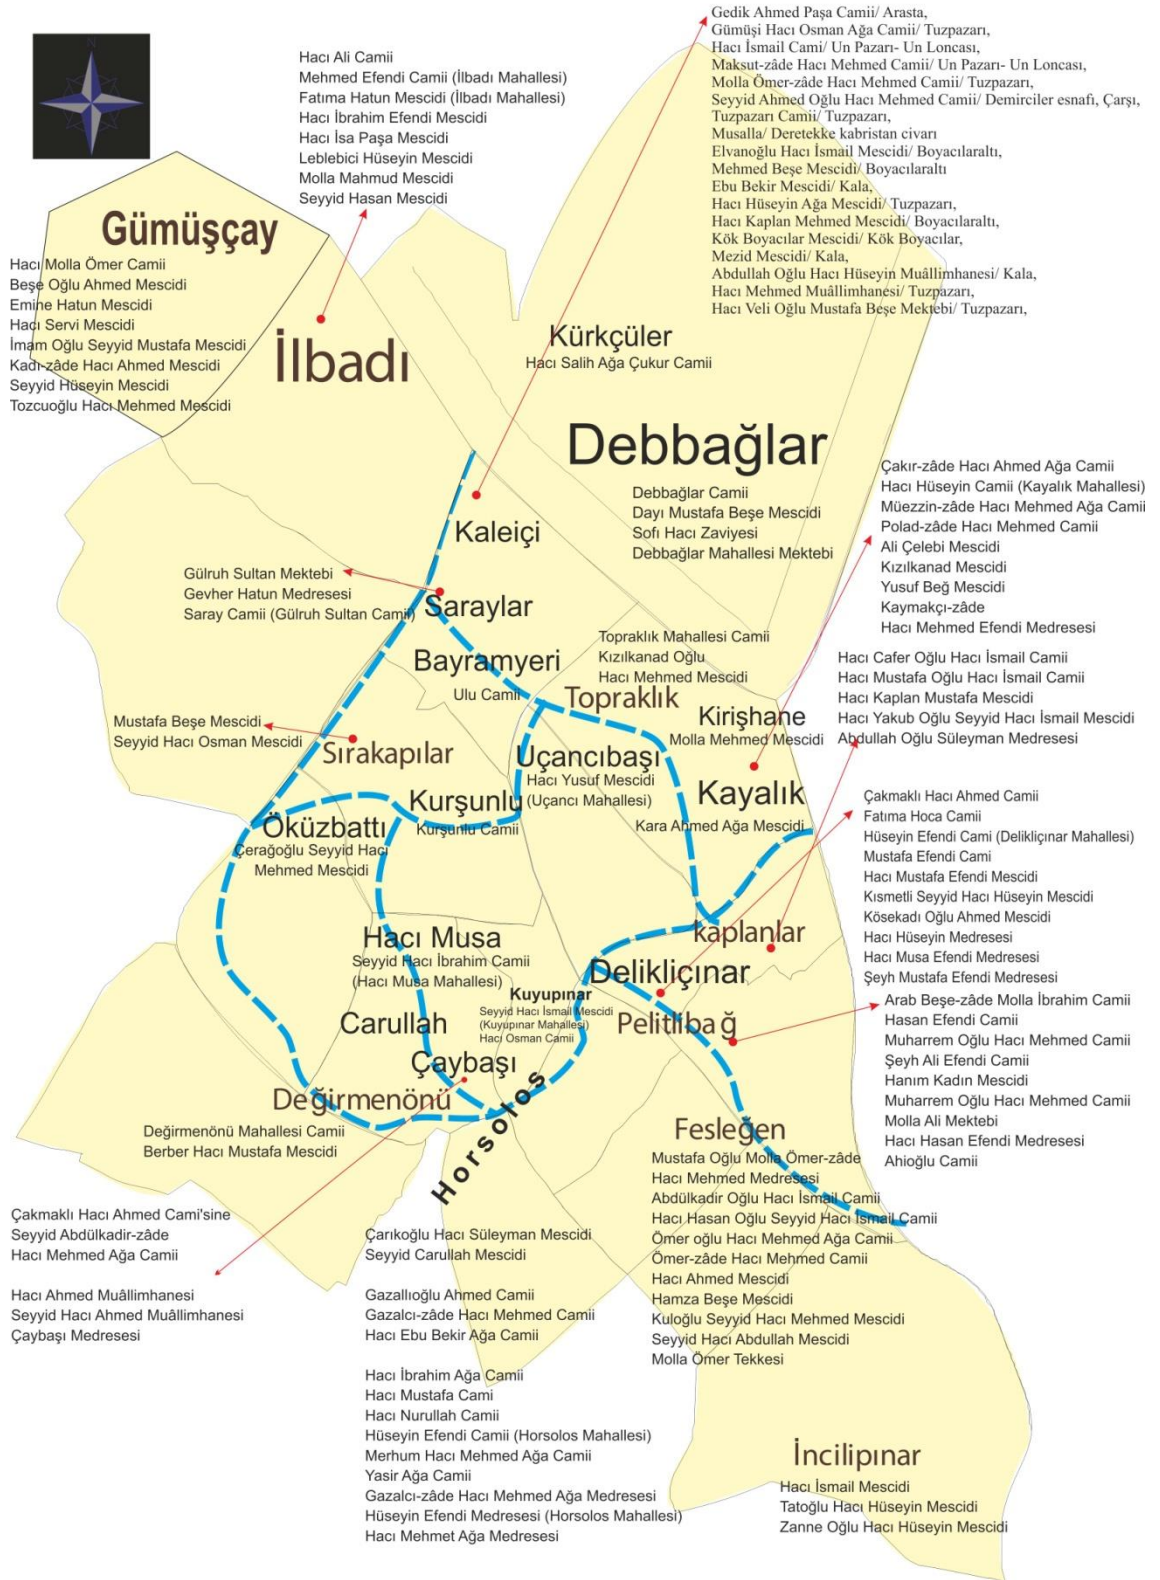 N
Gedik Ahmed Paşa Camii/ Arasta,
Gümüşi Hacı Osman Ağa Camii/ Tuzpazarı,
Hacı İsmail Cami/ Un Pazarı- Un Loncası,
Maksut-zâde Hacı Mehmed Camii/ Un Pazarı- Un Loncası,
Molla Ömer-zâde Hacı Mehmed Camii/ Tuzpazarı,
Seyyid Ahmed Oğlu Hacı Mehmed Camii/ Demirciler esnafı, Çarşı,
Tuzpazarı Camii/ Tuzpazarı,
Musalla/ Deretekke kabristan civarı
Elvanoğlu Hacı İsmail Mescidi/ Boyacılaraltı,
Mehmed Beşe Mescidi/ Boyacılaraltı
Ebu Bekir Mescidi/ Kala,
Hacı Hüseyin Ağa Mescidi/ Tuzpazarı,
Hacı Kaplan Mehmed Mescidi/ Boyacılaraltı,
Kök Boyacılar Mescidi/ Kök Boyacılar,
Mezid Mescidi/ Kala,
Abdullah Oğlu Hacı Hüseyin Muâllimhanesi/ Kala,
Hacı Mehmed Muâllimhanesi/ Tuzpazarı,
Hacı Veli Oğlu Mustafa Beşe Mektebi/ Tuzpazarı,
Hacı Ali Camii
Mehmed Efendi Camii (İlbadı Mahallesi)
Fatıma Hatun Mescidi (İlbadı Mahallesi)
Hacı İbrahim Efendi Mescidi
Hacı İsa Paşa Mescidi
Leblebici Hüseyin Mescidi
Molla Mahmud Mescidi
Seyyid Hasan Mescidi
Gümüşçay
Hacı Molla Ömer Camii
Beşe Oğlu Ahmed Mescidi
Emine Hatun Mescidi
Hacı Servi Mescidi
İmam Oğlu Seyyid Mustafa Mescidi
Kadı-zâde Hacı Ahmed Mescidi
Seyyid Hüseyin Mescidi
Tozcuoğlu Hacı Mehmed Mescidi
İlbadı
Kürkçüler
Hacı Salih Ağa Çukur Camii
Debbağlar
Debbağlar Camii
Dayı Mustafa Beşe Mescidi
Sofı Hacı Zaviyesi
Debbağlar Mahallesi Mektebi
Kaleiçi
Çakır-zâde Hacı Ahmed Ağa Camii
Hacı Hüseyin Camii (Kayalık Mahallesi)
Müezzin-zâde Hacı Mehmed Ağa Camii
Polad-zâde Hacı Mehmed Camii
Ali Çelebi Mescidi
Kızılkanad Mescidi
Yusuf Beğ Mescidi
Kaymakçı-zâde
Hacı Mehmed Efendi Medresesi
Gülruh Sultan Mektebi
Gevher Hatun Medresesi
Saray Camii (Gülruh Sultan Camii)
Saraylar
Bayramyeri
Ulu Camii
Topraklık Mahallesi Camii
Kızılkanad Oğlu
Hacı Mehmed Mescidi
Topraklık
Hacı Cafer Oğlu Hacı İsmail Camii
Hacı Mustafa Oğlu Hacı İsmail Camii
Hacı Kaplan Mustafa Mescidi
Hacı Yakub Oğlu Seyyid Hacı İsmail Mescidi
Abdullah Oğlu Süleyman Medresesi
Kirişhane
Molla Mehmed Mescidi
Mustafa Beşe Mescidi
Seyyid Hacı Osman Mescidi
Sırakapılar
Uçancıbaşı
Hacı Yusuf Mescidi
(Uçancı Mahallesi)
Kayalık
Kara Ahmed Ağa Mescidi
Kurşunlu
Kurşunlu Camii
Öküzbattı
Çerağoğlu Seyyid Hacı
Mehmed Mescidi
Çakmaklı Hacı Ahmed Camii
Fatıma Hoca Camii
Hüseyin Efendi Cami (Delikliçınar Mahallesi)
Mustafa Efendi Cami
Hacı Mustafa Efendi Mescidi
Kısmetli Seyyid Hacı Hüseyin Mescidi
Kösekadı Oğlu Ahmed Mescidi
Hacı Hüseyin Medresesi
Hacı Musa Efendi Medresesi
Şeyh Mustafa Efendi Medresesi
kaplanlar
Hacı Musa
Seyyid Hacı İbrahim Camii
(Hacı Musa Mahallesi)
Delikliçınar
Kuyupınar
Seyyid Hacı İsmail Mescidi
(Kuyupınar Mahallesi)
Hacı Osman Camii
Pelitlibağ
Arab Beşe-zâde Molla İbrahim Camii
Hasan Efendi Camii
Muharrem Oğlu Hacı Mehmed Camii
Şeyh Ali Efendi Camii
Hanım Kadın Mescidi
Muharrem Oğlu Hacı Mehmed Camii
Molla Ali Mektebi
Hacı Hasan Efendi Medresesi
Ahioğlu Camii
Carullah
Çaybaşı
Değirmenönü
Değirmenönü Mahallesi Camii
Berber Hacı Mustafa Mescidi
Horsolos
Fesleğen
Mustafa Oğlu Molla Ömer-zâde
Hacı Mehmed Medresesi
Abdülkadir Oğlu Hacı İsmail Camii
Hacı Hasan Oğlu Seyyid Hacı İsmail Camii
Ömer oğlu Hacı Mehmed Ağa Camii
Ömer-zâde Hacı Mehmed Camii
Hacı Ahmed Mescidi
Hamza Beşe Mescidi
Kuloğlu Seyyid Hacı Mehmed Mescidi
Seyyid Hacı Abdullah Mescidi
Molla Ömer Tekkesi
Çakmaklı Hacı Ahmed Cami'sine
Seyyid Abdülkadir-zâde
Hacı Mehmed Ağa Camii
Hacı Ahmed Muâllimhanesi
Seyyid Hacı Ahmed Muâllimhanesi
Çaybaşı Medresesi
Çarıkoğlu Hacı Süleyman Mescidi
Seyyid Carullah Mescidi
Gazallıoğlu Ahmed Camii
Gazalcı-zâde Hacı Mehmed Camii
Hacı Ebu Bekir Ağa Camii
Hacı İbrahim Ağa Camii
Hacı Mustafa Cami
Hacı Nurullah Camii
Hüseyin Efendi Camii (Horsolos Mahallesi)
Merhum Hacı Mehmed Ağa Camii
Yasir Ağa Camii
Gazalcı-zâde Hacı Mehmed Ağa Medresesi
Hüseyin Efendi Medresesi (Horsolos Mahallesi)
Hacı Mehmet Ağa Medresesi
İncilipınar
Hacı İsmail Mescidi
Tatoğlu Hacı Hüseyin Mescidi
Zanne Oğlu Hacı Hüseyin Mescidi